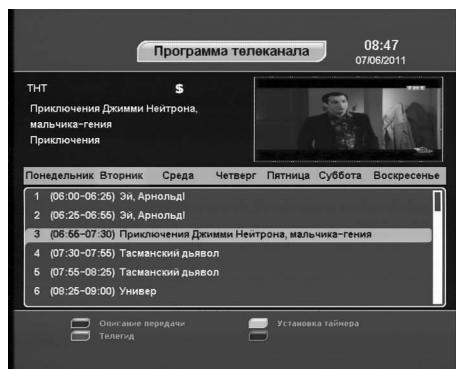 Программа телеканала
08:47
07/06/2011
ТНТ $
ТНТ
Приключения Джимми Нейтрона,
мальчика-гения
Приключения
Понедельник Вторник Среда Четверг Пятница Суббота Воскресенье
1 (06:00-06:25) Эй, Арнольд!
2 (06:25-06:55) Эй, Арнольд!
3 (06:55-07:30) Приключения Джимми Нейтрона, мальчика-гения
4 (07:30-07:55) Тасманский дьявол
5 (07:55-08:25) Тасманский дьявол
6 (08:25-09:00) Универ
Описание передачи Установка таймера
Телегид